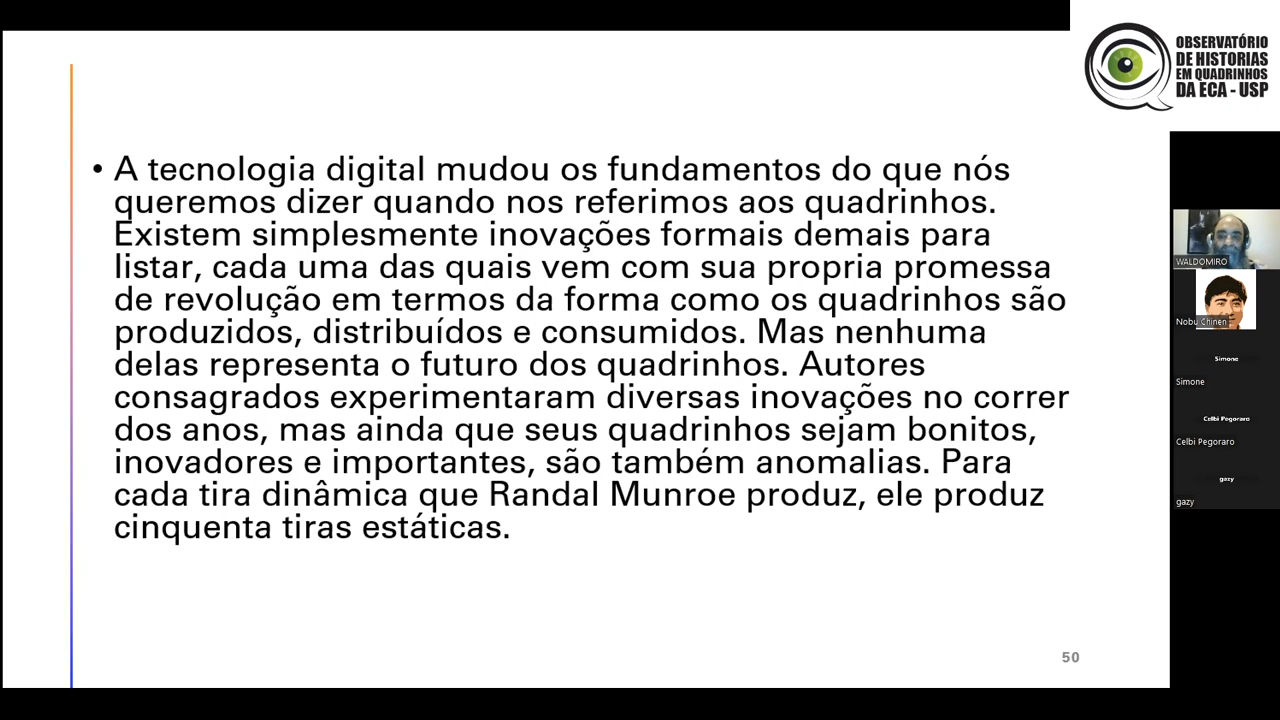 OBSERVATÓRIO
DE HISTORIAS
EM QUADRINHOS
DA ECA - USP
• A tecnologia digital mudou os fundamentos do que nós
queremos dizer quando nos referimos aos quadrinhos.
Existem simplesmente inovações formais demais para
listar, cada uma das quais vem com sua propria promessa
de revolução em termos da forma como os quadrinhos são
produzidos, distribuídos e consumidos. Mas nenhuma
delas representa o futuro dos quadrinhos. Autores
consagrados experimentaram diversas inovações no correr
dos anos, mas ainda que seus quadrinhos sejam bonitos,
inovadores e importantes, são também anomalias. Para
cada tira dinâmica que Randal Munroe produz, ele produz
cinquenta tiras estáticas.
50
WALDOMIRO
Nobu Chinen
Simone
Simone
Celbi Pegoraro
Celbi Pegoraro
gazy
gazy